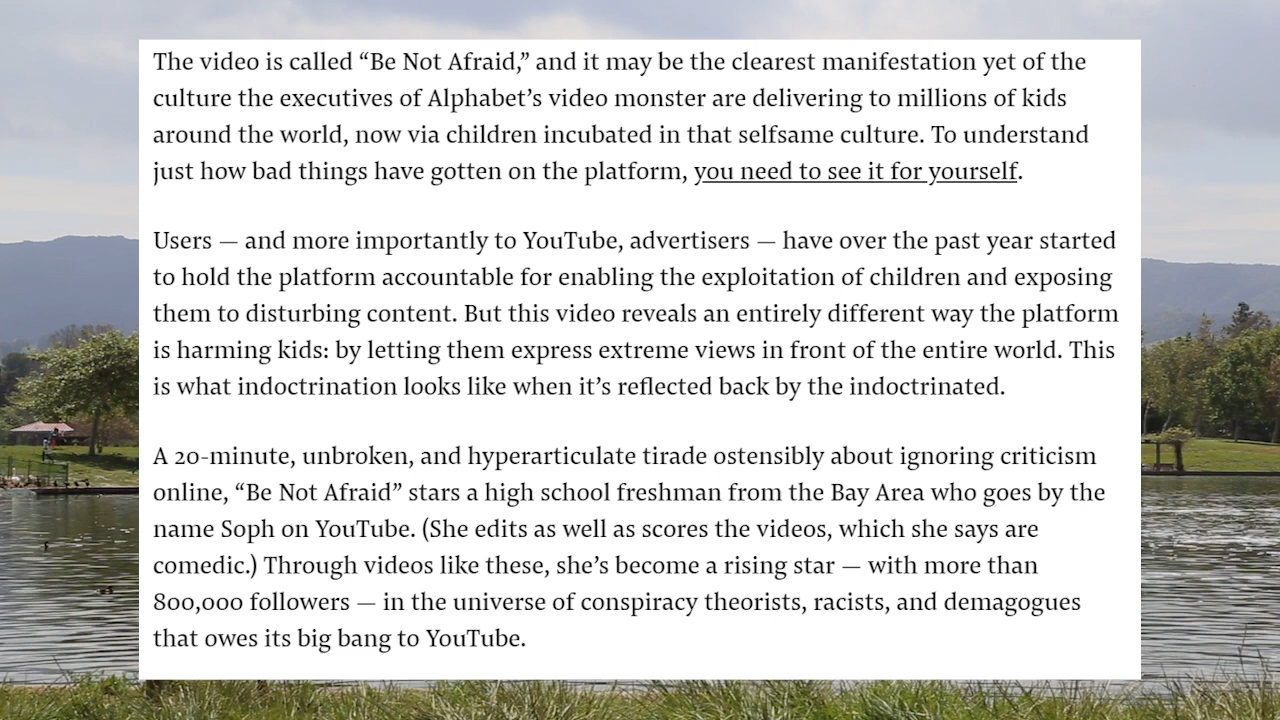 The video is called “Be Not Afraid,” and it may be the clearest manifestation yet of the
culture the executives of Alphabet’s video monster are delivering to millions of kids
around the world, now via children incubated in that selfsame culture. To understand
just how bad things have gotten on the platform, you need to see it for yourself.
Users — and more importantly to YouTube, advertisers — have over the past year started
to hold the platform accountable for enabling the exploitation of children and exposing
them to disturbing content. But this video reveals an entirely different way the platform
is harming kids: by letting them express extreme views in front of the entire world. This
is what indoctrination looks like when it’s reflected back by the indoctrinated.
A 20-minute, unbroken, and hyperarticulate tirade ostensibly about ignoring criticism
online, “Be Not Afraid” stars a high school freshman from the Bay Area who goes by the
name Soph on YouTube. (She edits as well as scores the videos, which she says are
comedic.) Through videos like these, she’s become a rising star — with more than
800,000 followers — in the universe of conspiracy theorists, racists, and demagogues
that owes its big bang to YouTube.